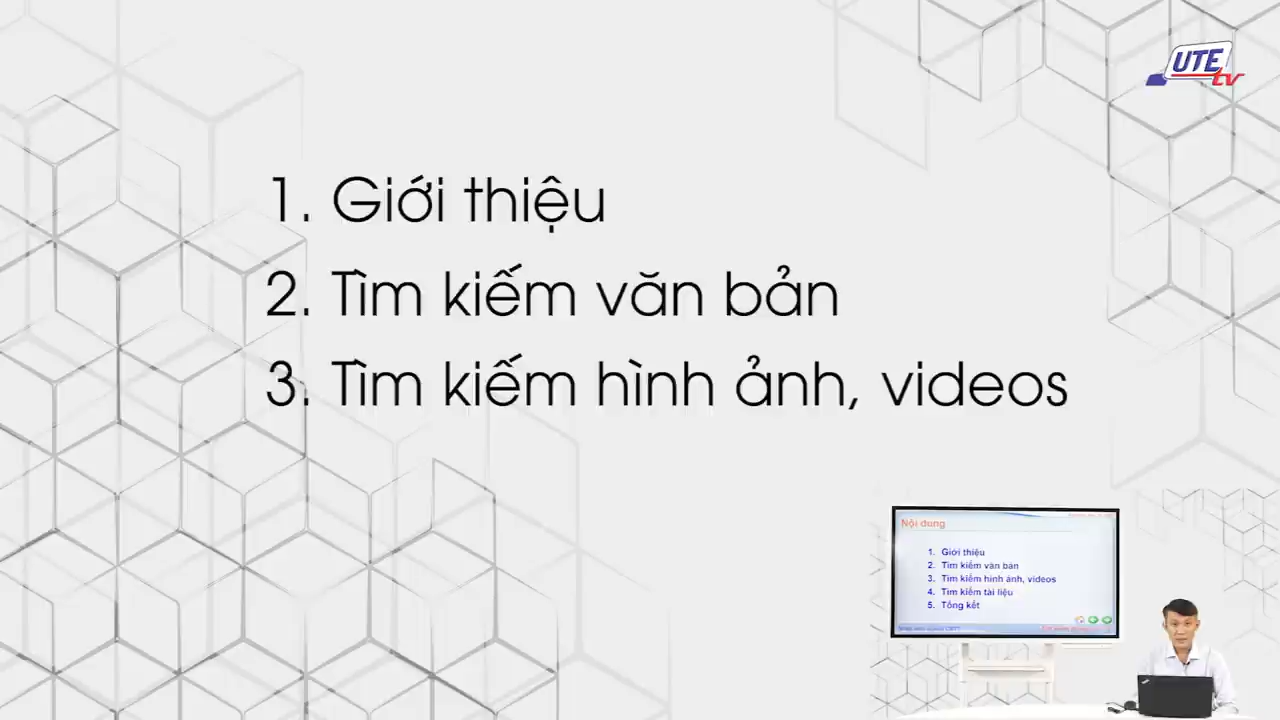 UTE
tv
1. Giới thiệu
2. Tìm kiếm văn bản
3. Tìm kiếm hình ảnh, videos
Nội dung
1. Giới thiệu
2. Tìm kiếm văn bản
3. Tìm kiếm hình ảnh, videos
4. Tìm kiếm tài liệu
5. Tổng kết